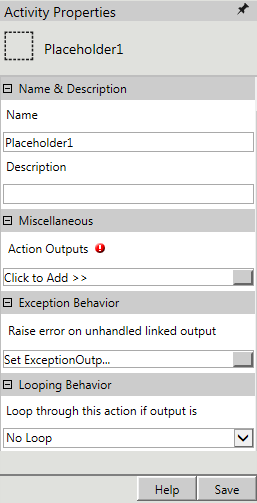 Activity Properties
Placeholder1
Name & Description
Name
Placeholder1
Description
Miscellaneous
Action Outputs
Click to Add >>
Exception Behavior
Raise error on unhandled linked output
Set ExceptionOutp...
Looping Behavior
Loop through this action if output is
No Loop
Help Save